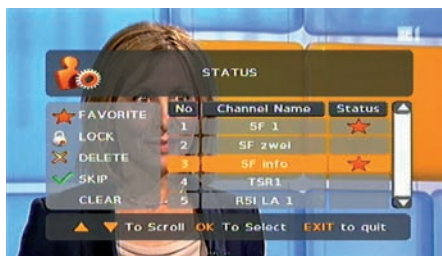 STATUS
FAVORITE
LOCK
DELETE
SKIP
CLEAR
No Channel Name Status
1 SF 1
2 SF zwei
3 SF info
4 TSR1
5 RSI LA 1
To Scroll OK To Select EXIT to quit